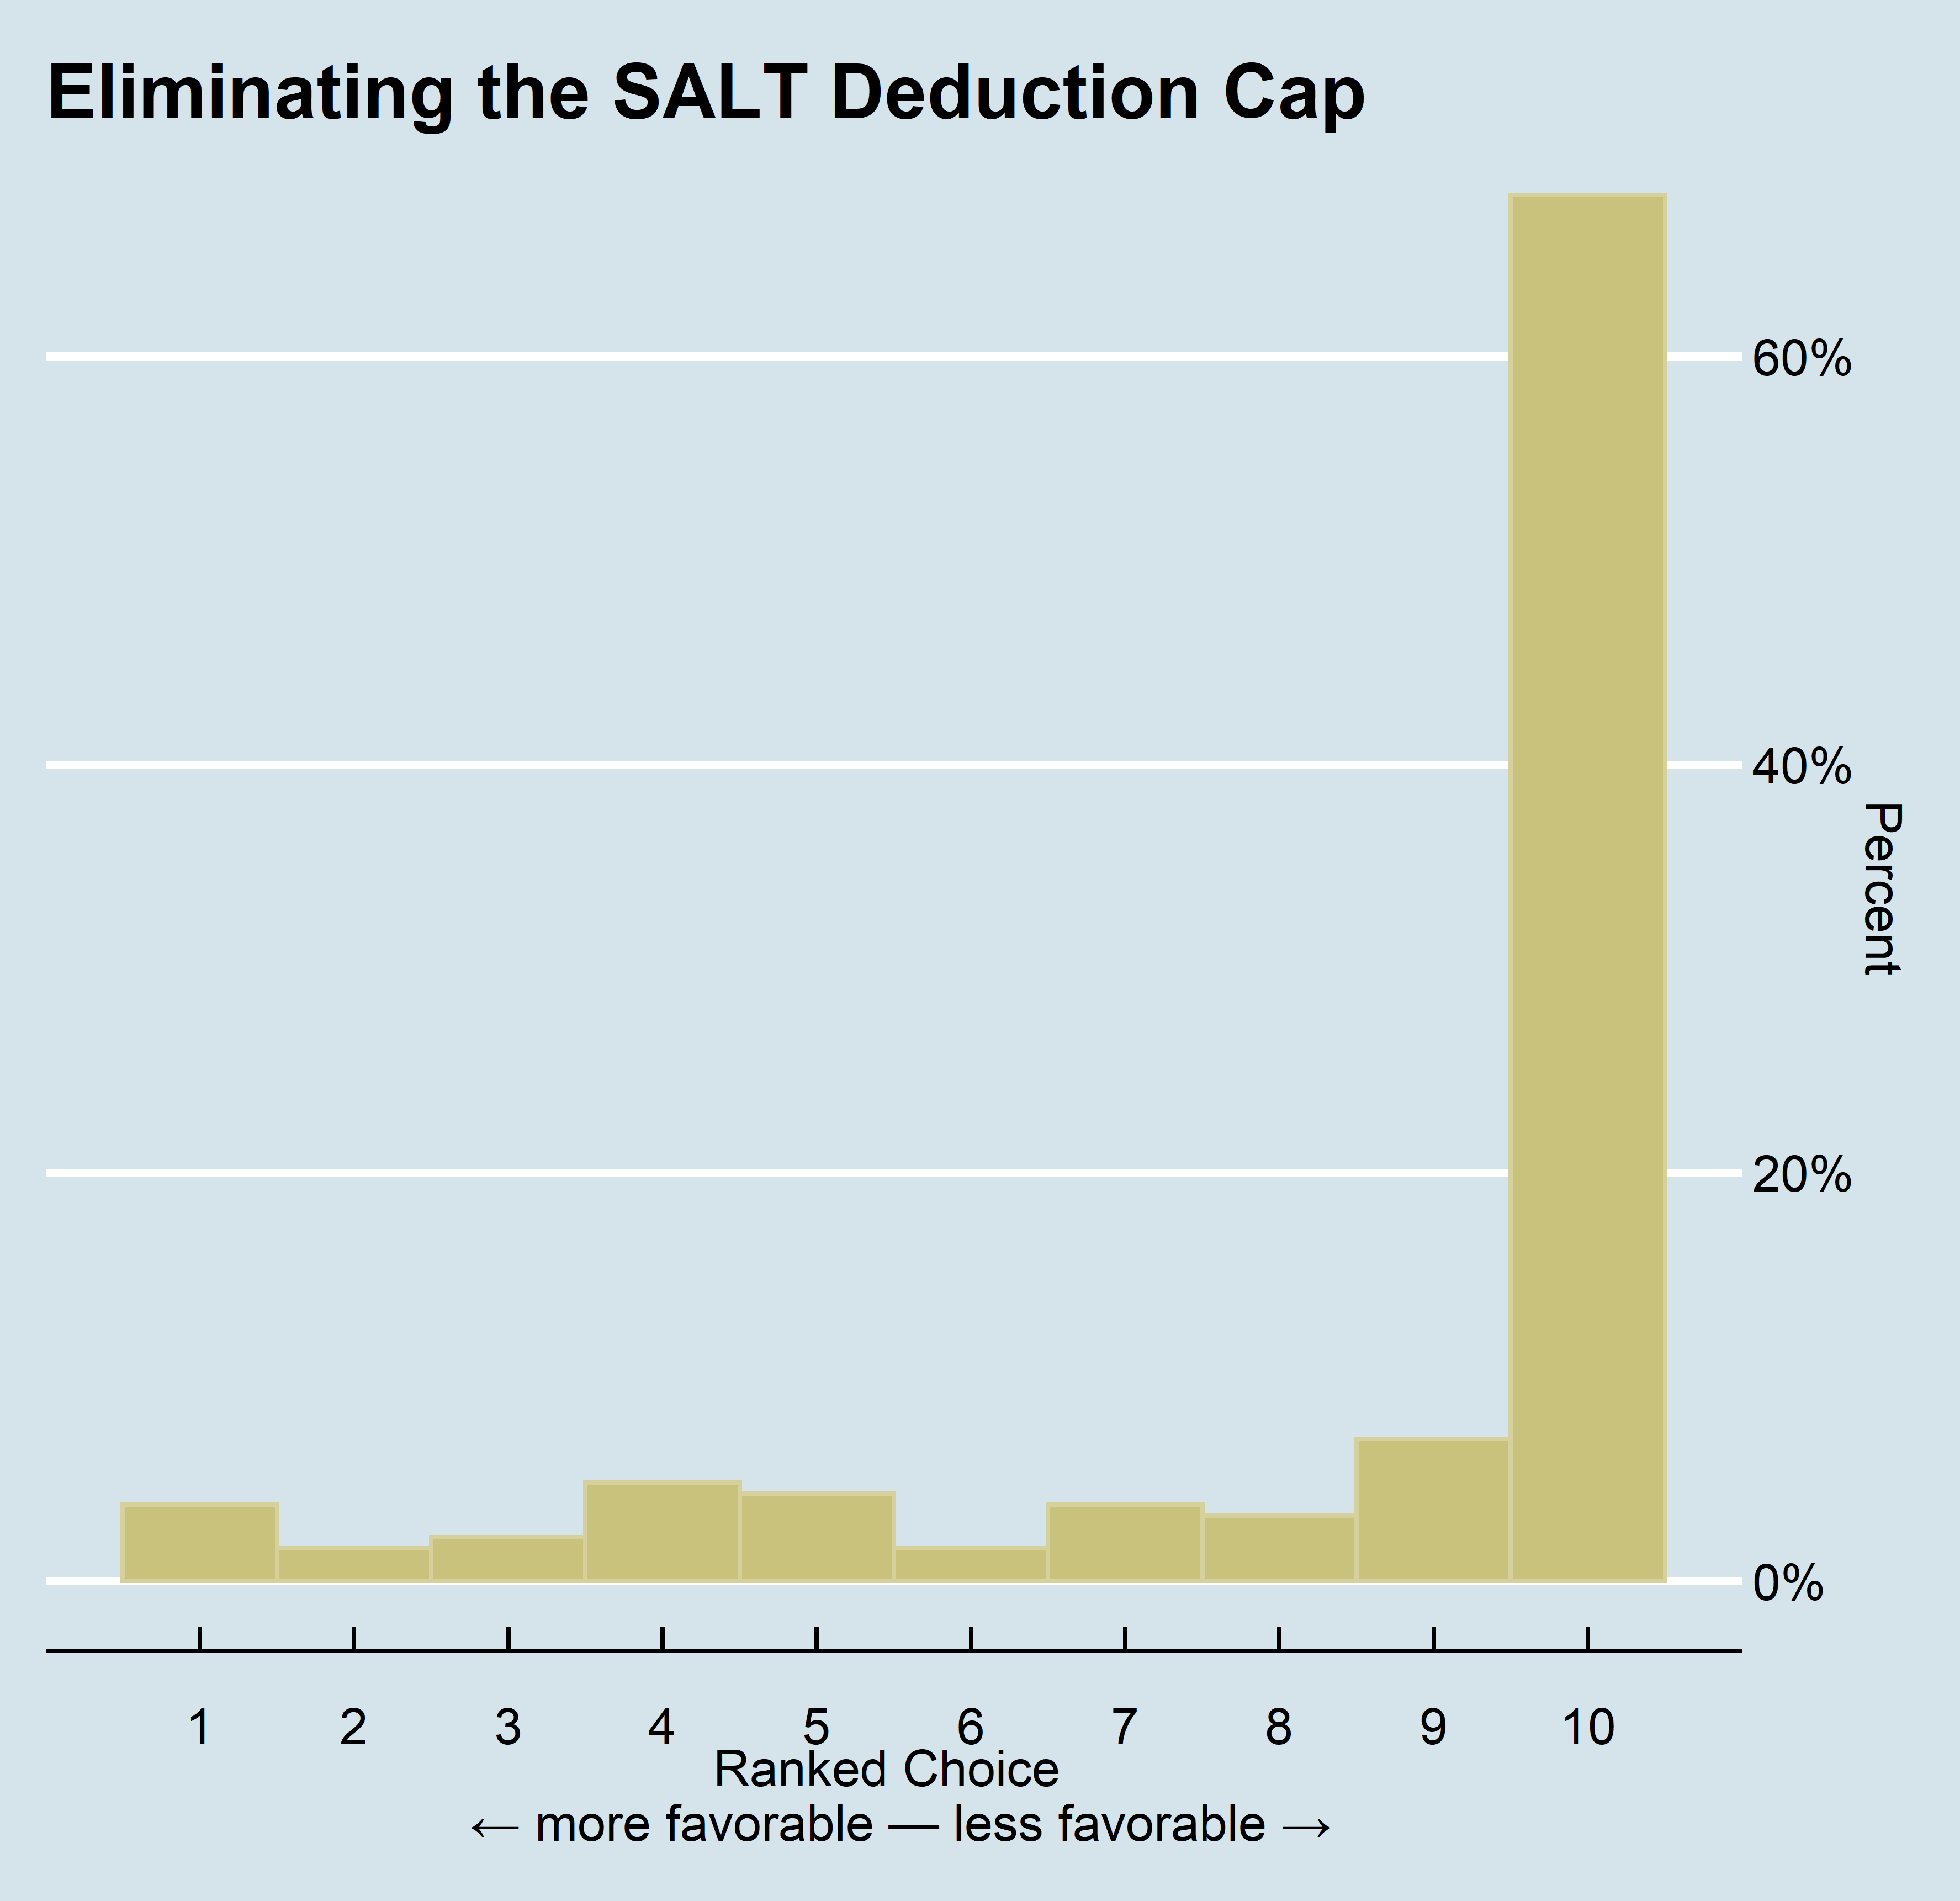 Eliminating the SALT Deduction Cap
60%
40%
20%
0%
Percent
1 2 3 4 5 6 7 8 9 10
Ranked Choice
← more favorable — less favorable →